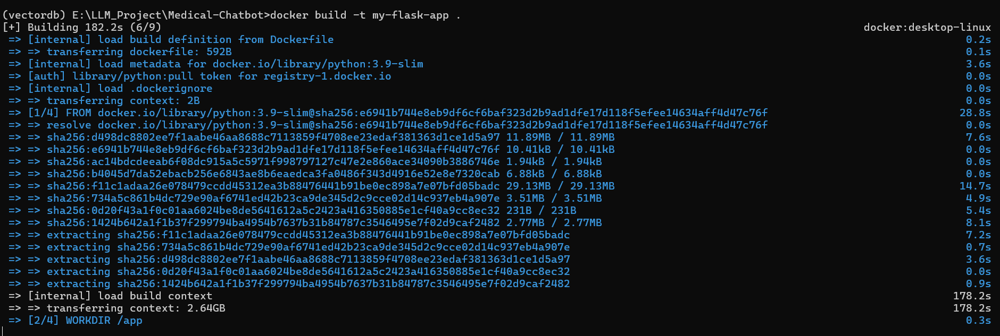 (vectordb) E:\LLM_Project\Medical-Chatbot>docker build -t my-flask-app .
[+] Building 182.2s (6/9) docker:desktop-linux
=> [internal] load build definition from Dockerfile 0.2s
=> => transferring dockerfile: 592B 0.1s
=> [internal] load metadata for docker.io/library/python:3.9-slim 3.6s
=> [auth] library/python:pull token for registry-1.docker.io 0.0s
=> [internal] load .dockerignore 0.0s
=> => transferring context: 2B 0.0s
=> [1/4] FROM docker.io/library/python:3.9-slim@sha256:e6941b744e8eb9df6cf6baf323d2b9ad1dfe17d118f5efee14634aff4d47c76f 28.8s
=> => resolve docker.io/library/python:3.9-slim@sha256:e6941b744e8eb9df6cf6baf323d2b9ad1dfe17d118f5efee14634aff4d47c76f 0.0s
=> => sha256:d498dc8802ee7f1aabe46aa8688c7113859f4708ee23edaf381363d1ce1d5a97 11.89MB / 11.89MB 7.6s
=> => sha256:e6941b744e8eb9df6cf6baf323d2b9ad1dfe17d118f5efee14634aff4d47c76f 10.41kB / 10.41kB 0.0s
=> => sha256:ac14bdcdeeab6f08dc915a5c5971f998797127c47e2e860ace34090b3886746e 1.94kB / 1.94kB 0.0s
=> => sha256:b4045d7da52ebacb256e6843ae8b6eaedca3fa0486f343d4916e52e8e7320cab 6.88kB / 6.88kB 0.0s
=> => sha256:f11c1adaa26e078479ccdd45312ea3b88476441b91be0ec898a7e07bfd05badc 29.13MB / 29.13MB 14.7s
=> => sha256:734a5c861b4dc729e90af6741ed42b23ca9de345d2c9cce02d14c937eb4a907e 3.51MB / 3.51MB 4.9s
=> => sha256:0d20f43a1f0c01aa6024be8de5641612a5c2423a416350885e1cf40a9cc8ec32 231B / 231B 5.4s
=> => sha256:1424b642a1f1b37f299794ba4954b7637b31b84787c3546495e7f02d9caf2482 2.77MB / 2.77MB 8.1s
=> => extracting sha256:f11c1adaa26e078479ccdd45312ea3b88476441b91be0ec898a7e07bfd05badc 7.2s
=> => extracting sha256:734a5c861b4dc729e90af6741ed42b23ca9de345d2c9cce02d14c937eb4a907e 0.7s
=> => extracting sha256:d498dc8802ee7f1aabe46aa8688c7113859f4708ee23edaf381363d1ce1d5a97 3.6s
=> => extracting sha256:0d20f43a1f0c01aa6024be8de5641612a5c2423a416350885e1cf40a9cc8ec32 0.0s
=> => extracting sha256:1424b642a1f1b37f299794ba4954b7637b31b84787c3546495e7f02d9caf2482 0.9s
=> [internal] load build context 178.2s
=> => transferring context: 2.64GB 178.2s
=> [2/4] WORKDIR /app 0.3s